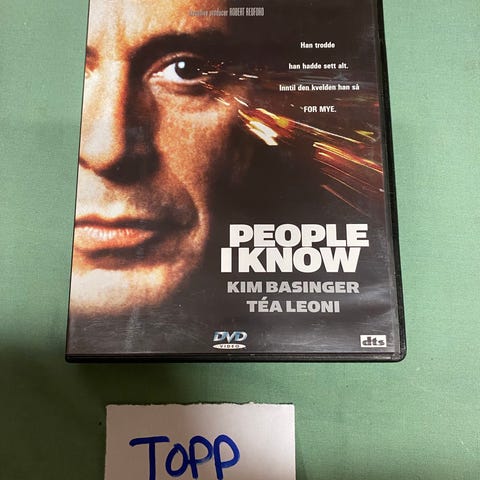 executive producer ROBERT REDFORD
Han trodde
han hadde sett alt.
Inntil den kvelden han så
FOR MYE.
PEOPLE
I KNOW
KIM BASINGER
TÉA LEONI
DVD
VIDEO
dts
TOPP